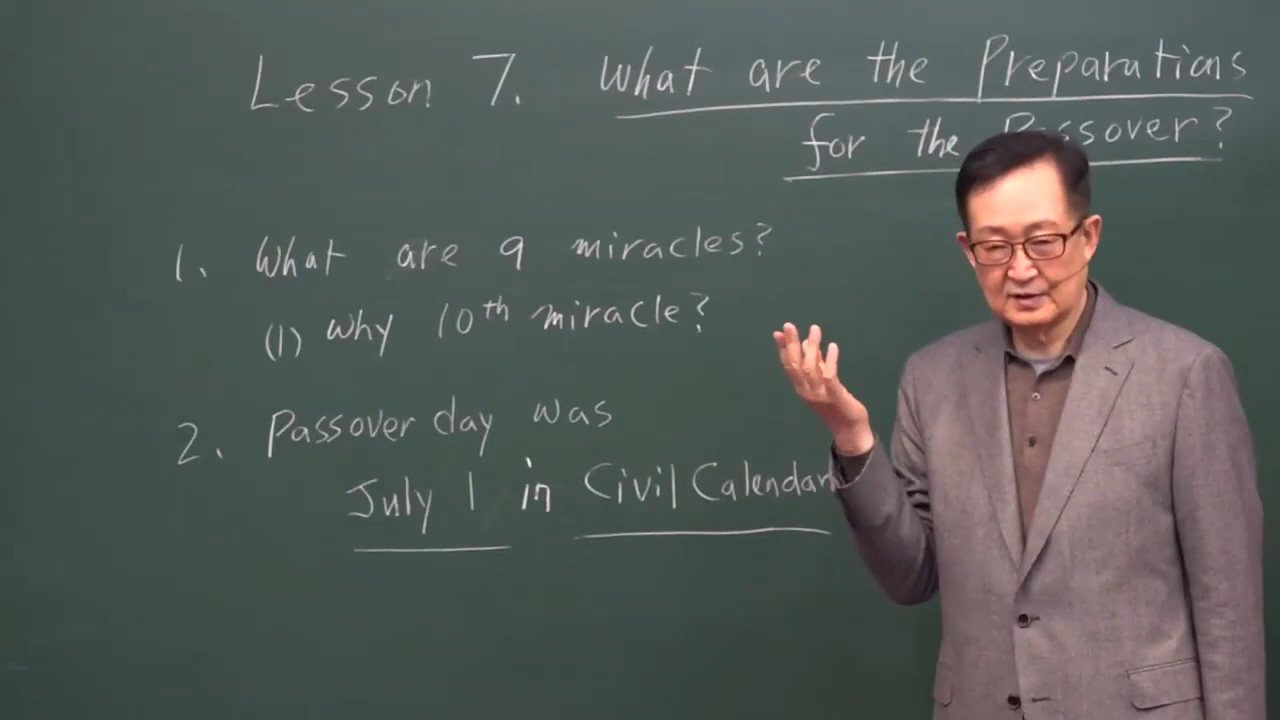 Lesson 7. What are the Preparations
for the Passover?
1. What are 9 miracles?
(1) Why 10th miracle?
2. Passover day was
July 1 in Civil Calendar